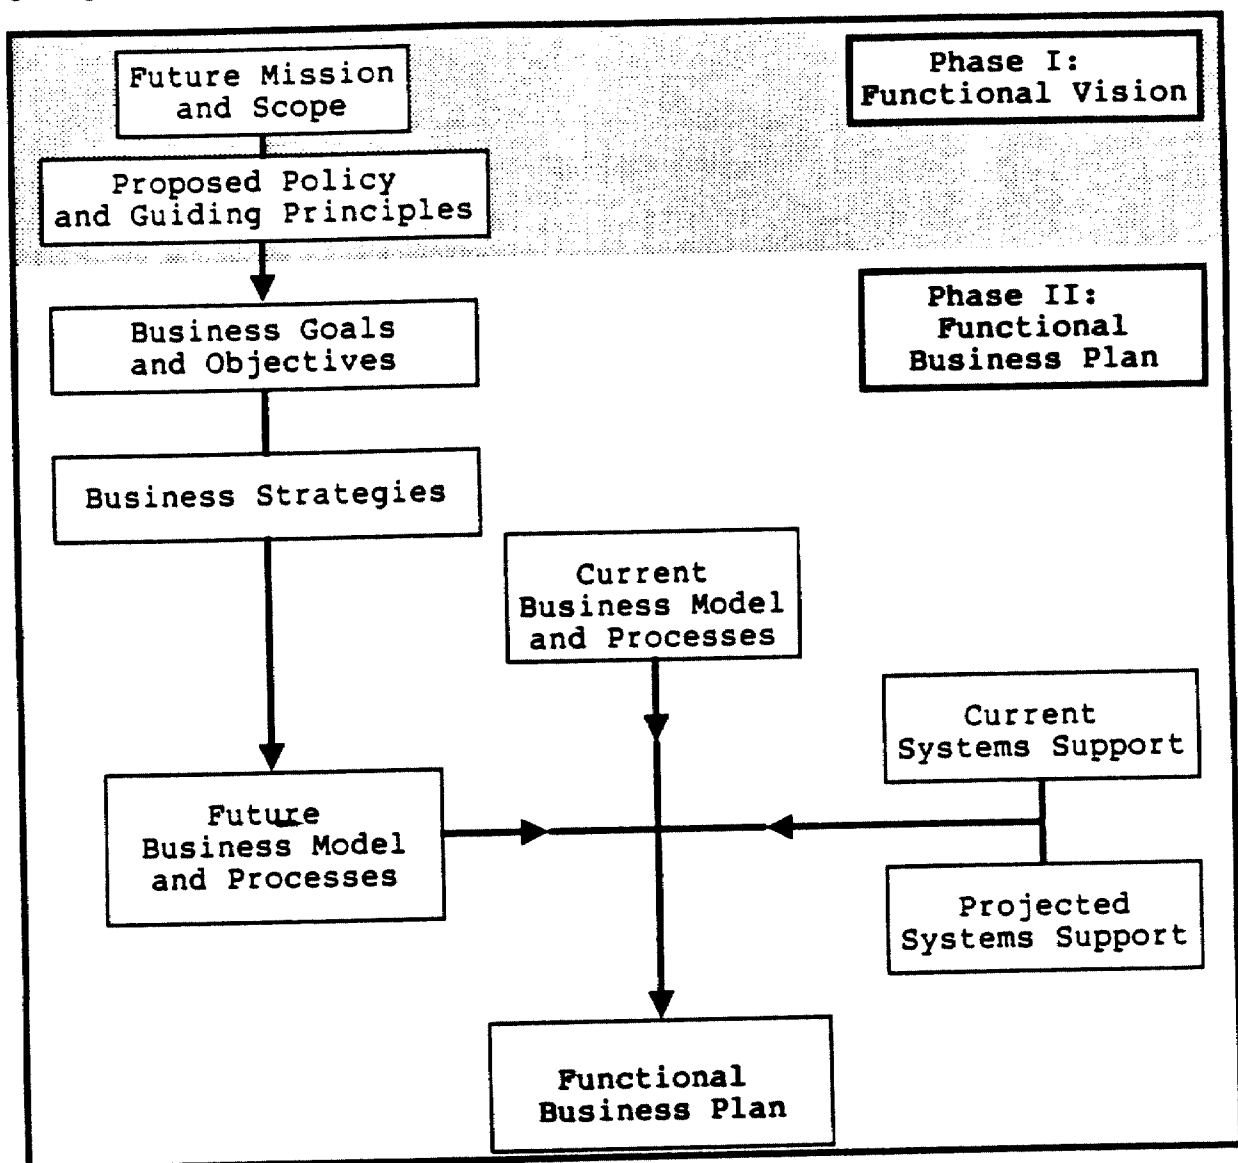 Future Mission
and Scope
Phase I:
Functional Vision
Proposed Policy
and Guiding Principles
Phase II:
Functional
Business Plan
Business Goals
and Objectives
Business Strategies
Current
Business Model
and Processes
Current
Systems Support
Future
Business Model
and Processes
Projected
Systems Support
Functional
Business Plan